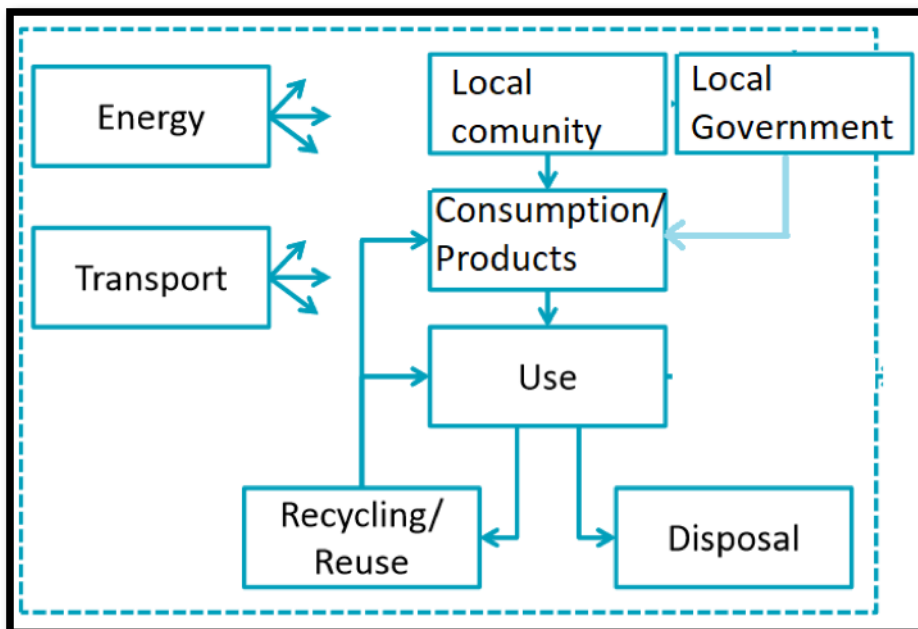 Energy
Local
comunity
Local
Government
Transport
Consumption/
Products
Use
Recycling/
Reuse
Disposal